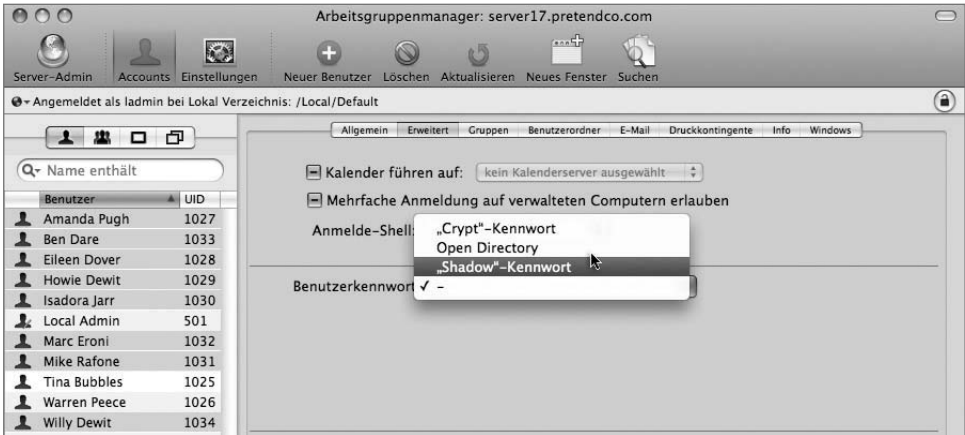 Arbeitsgruppenmanager: server17.pretendco.com
Server-Admin Accounts Einstellungen Neuer Benutzer Löschen Aktualisieren Neues Fenster Suchen
Angemeldet als ladmin bei Lokal Verzeichnis: /Local/Default
Allgemein Erweitert Gruppen Benutzerordner E-Mail Druckkontingente Info Windows
Name enthält
Kalender führen auf: kein Kalenderserver ausgewählt
Benutzer UID
Mehrfache Anmeldung auf verwalteten Computern erlauben
Amanda Pugh 1027
Ben Dare 1033
Eileen Dover 1028
Howie Dewit 1029
Isadora Jarr 1030
Local Admin 501
Marc Eroni 1032
Mike Rafone 1031
Tina Bubbles 1025
Warren Peece 1026
Willy Dewit 1034
Anmelde-Shell:
„Crypt“-Kennwort
Open Directory
„Shadow“-Kennwort
Benutzerkennwort ✓ –